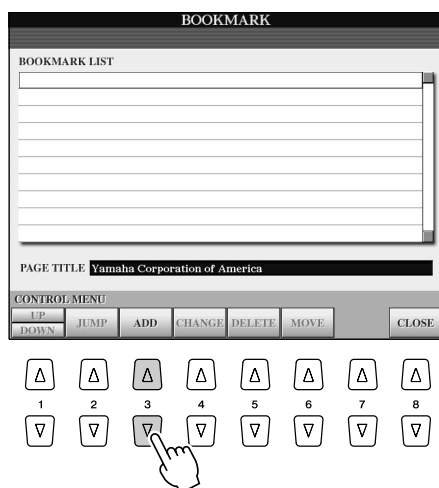 BOOKMARK
BOOKMARK LIST
PAGE TITLE Yamaha Corporation of America
CONTROL MENU
UP
DOWN
JUMP ADD CHANGE DELETE MOVE CLOSE
1 2 3 4 5 6 7 8